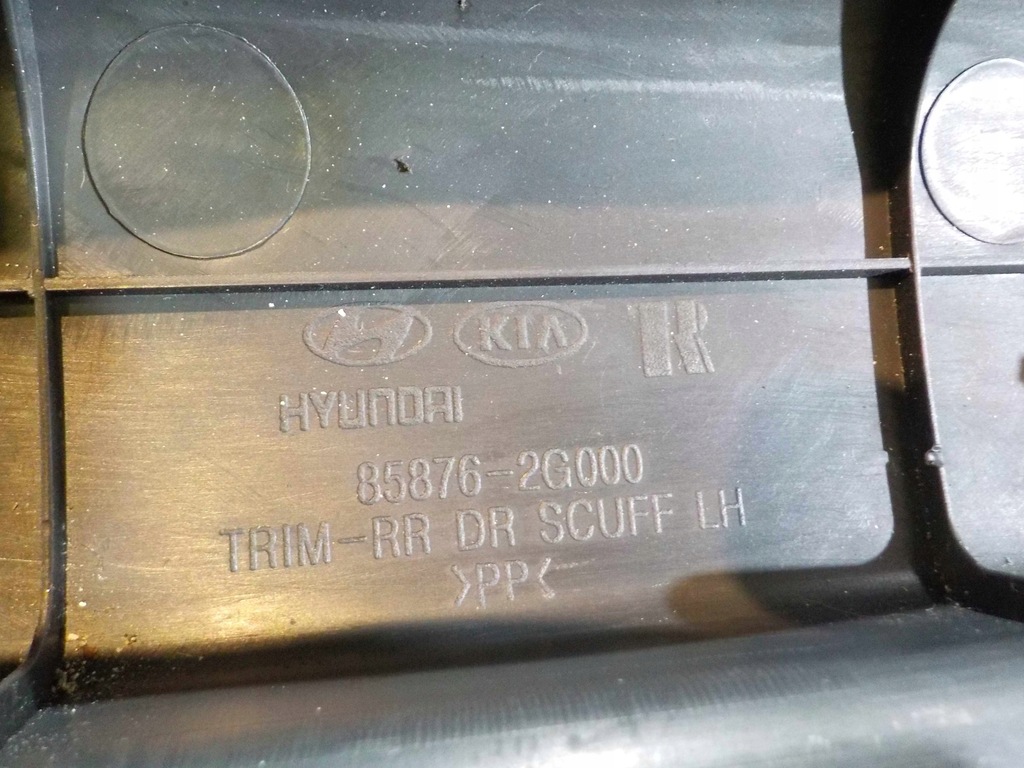 KIA
HYUNDAI
85876-2G000
TRIM-RR DR SCUFF LH
>PP<